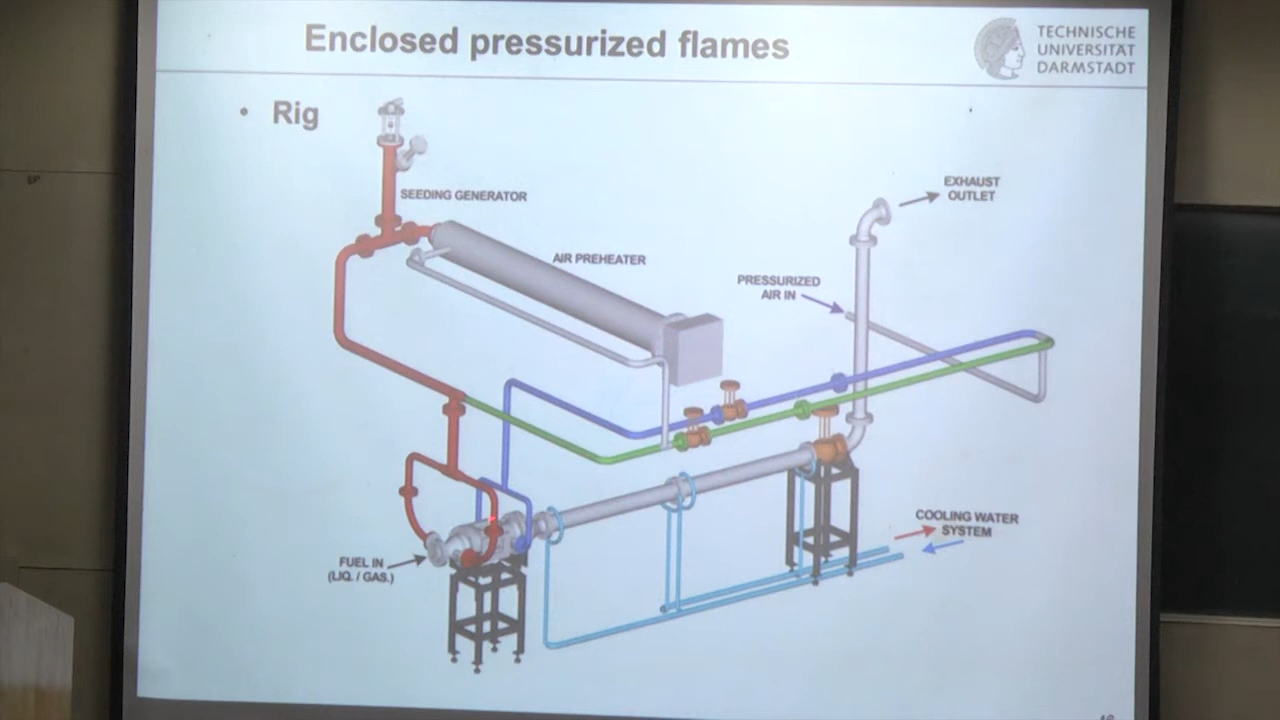 Enclosed pressurized flames
TECHNISCHE
UNIVERSITÄT
DARMSTADT
• Rig
SEEDING GENERATOR
EXHAUST
OUTLET
AIR PREHEATER
PRESSURIZED
AIR IN
COOLING WATER
SYSTEM
FUEL IN
(LIQ. / GAS.)